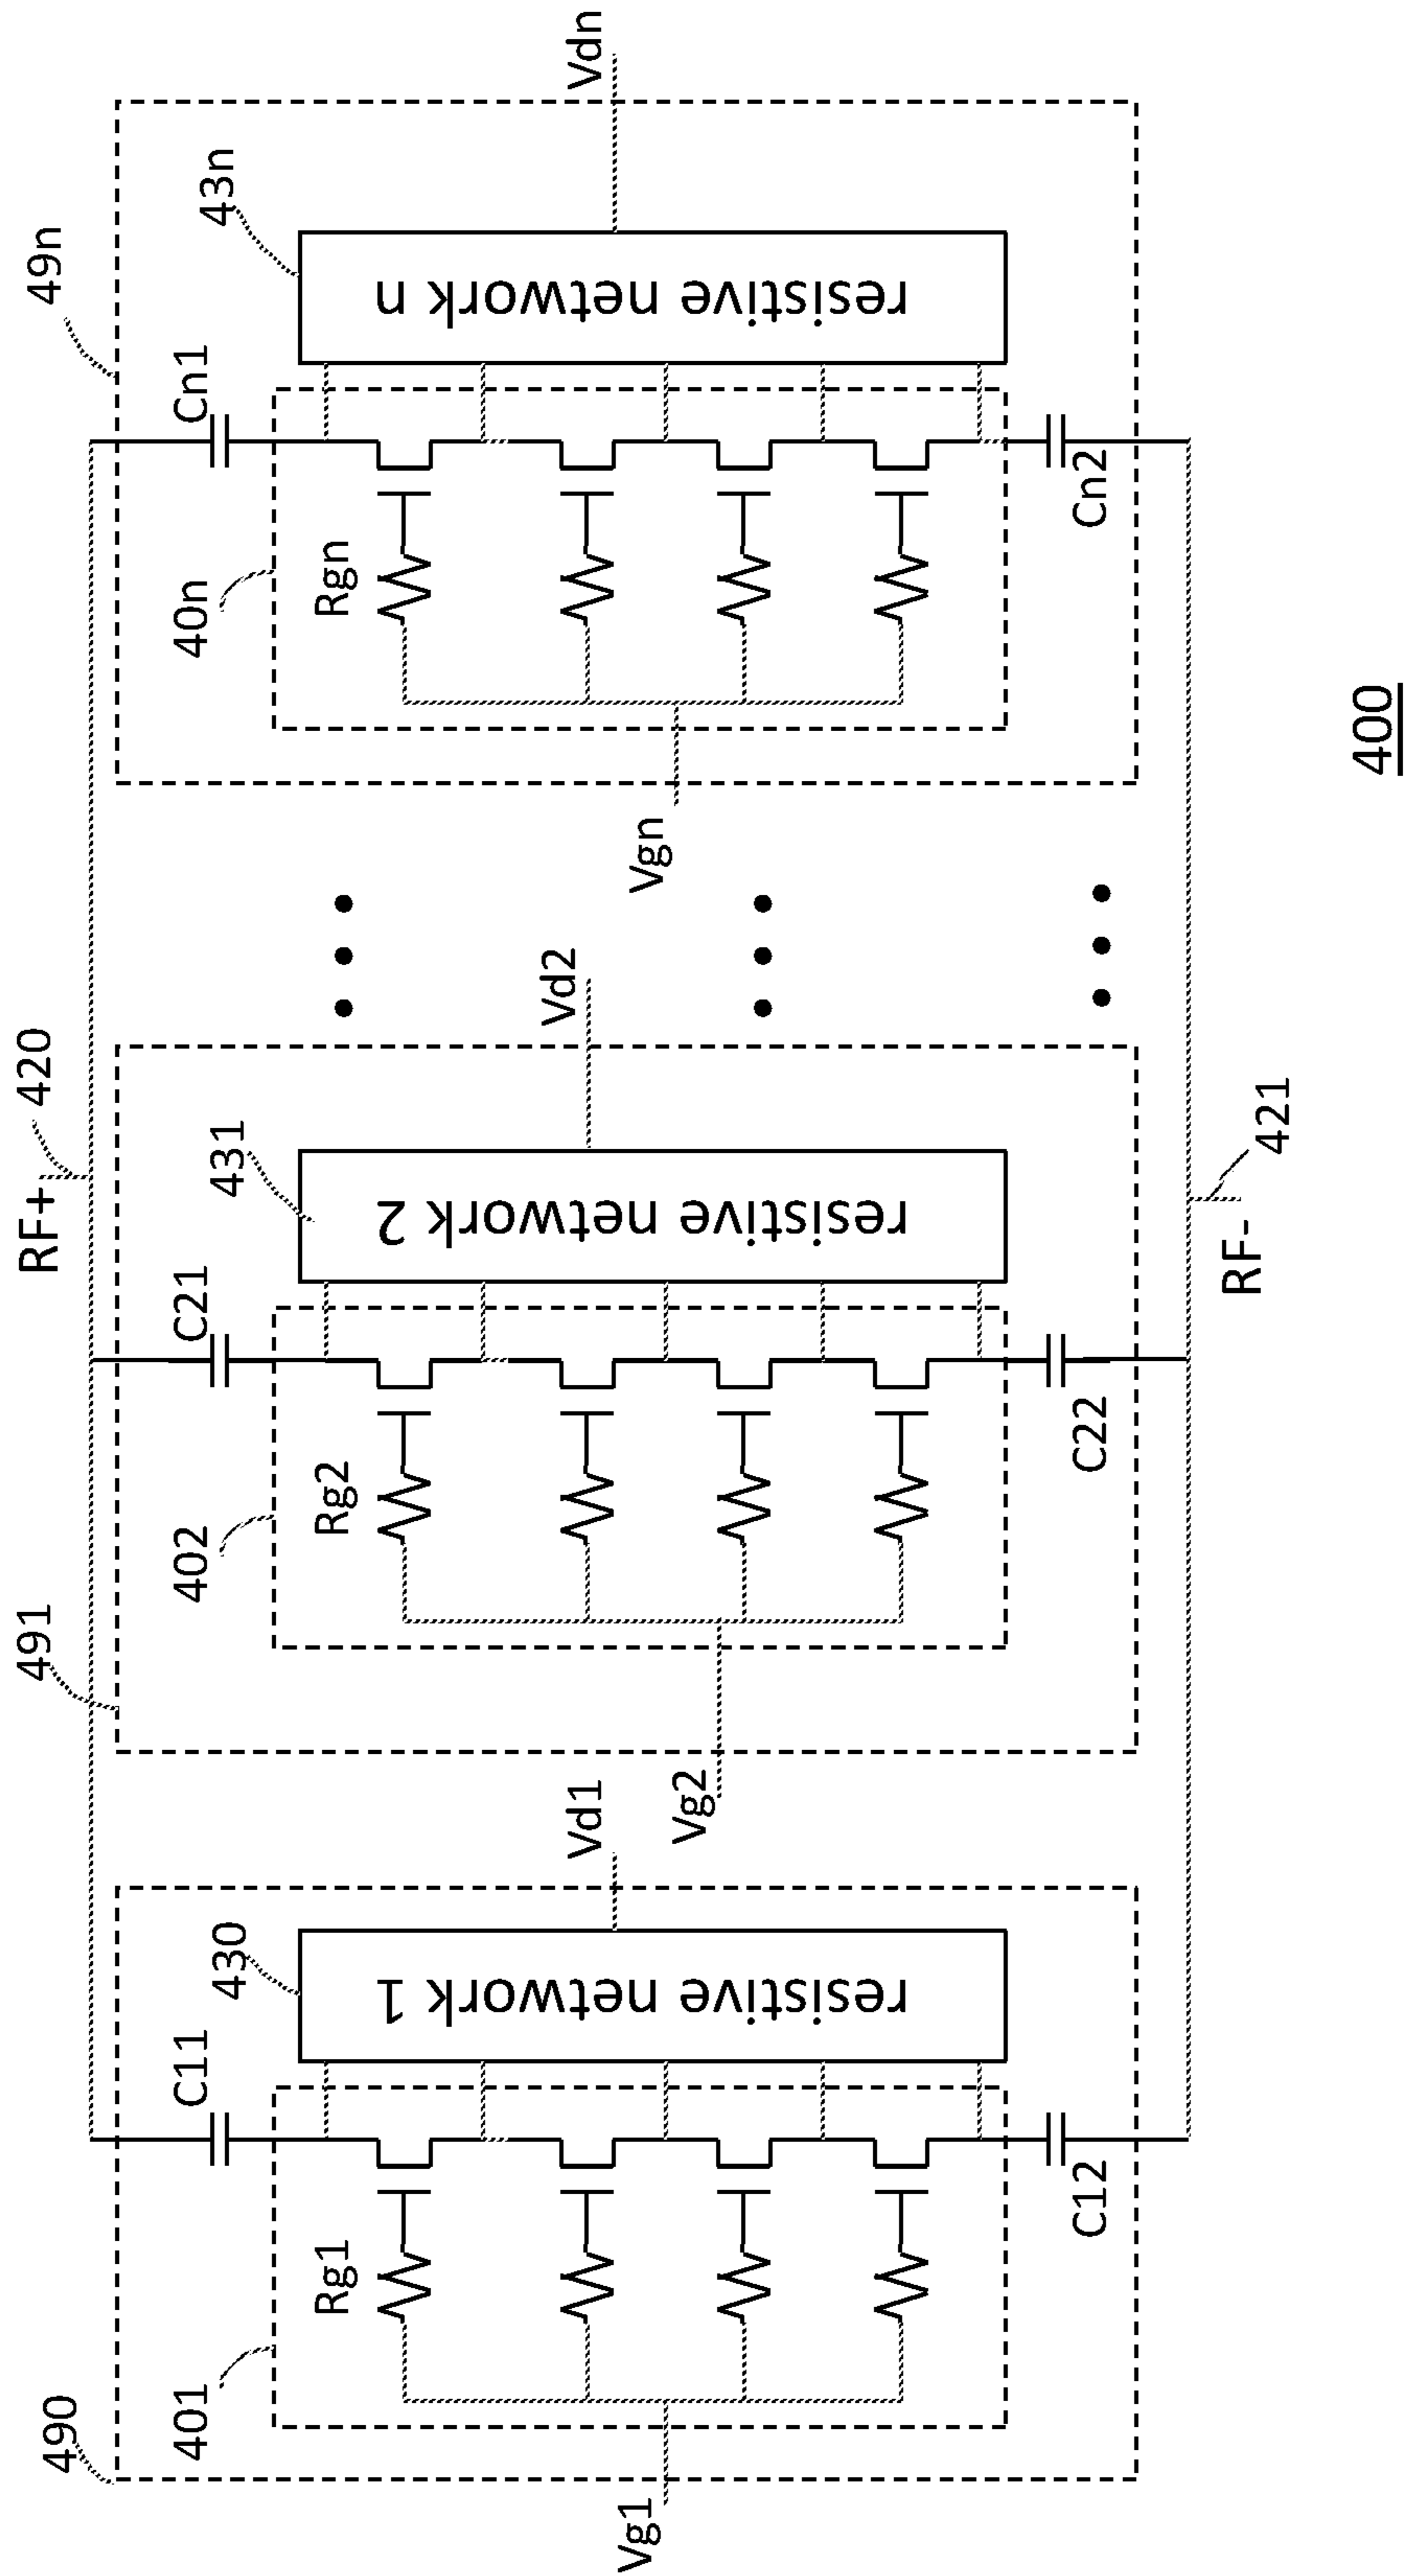 RF+
420
490
C11
401
Rg1
430
resistive network 1
Vd1
Vg1
C12
491
C21
402
Rg2
431
resistive network 2
Vd2
Vg2
C22
49n
Cn1
40n
Rgn
43n
resistive network n
Vdn
Vgn
Cn2
RF-
421
400